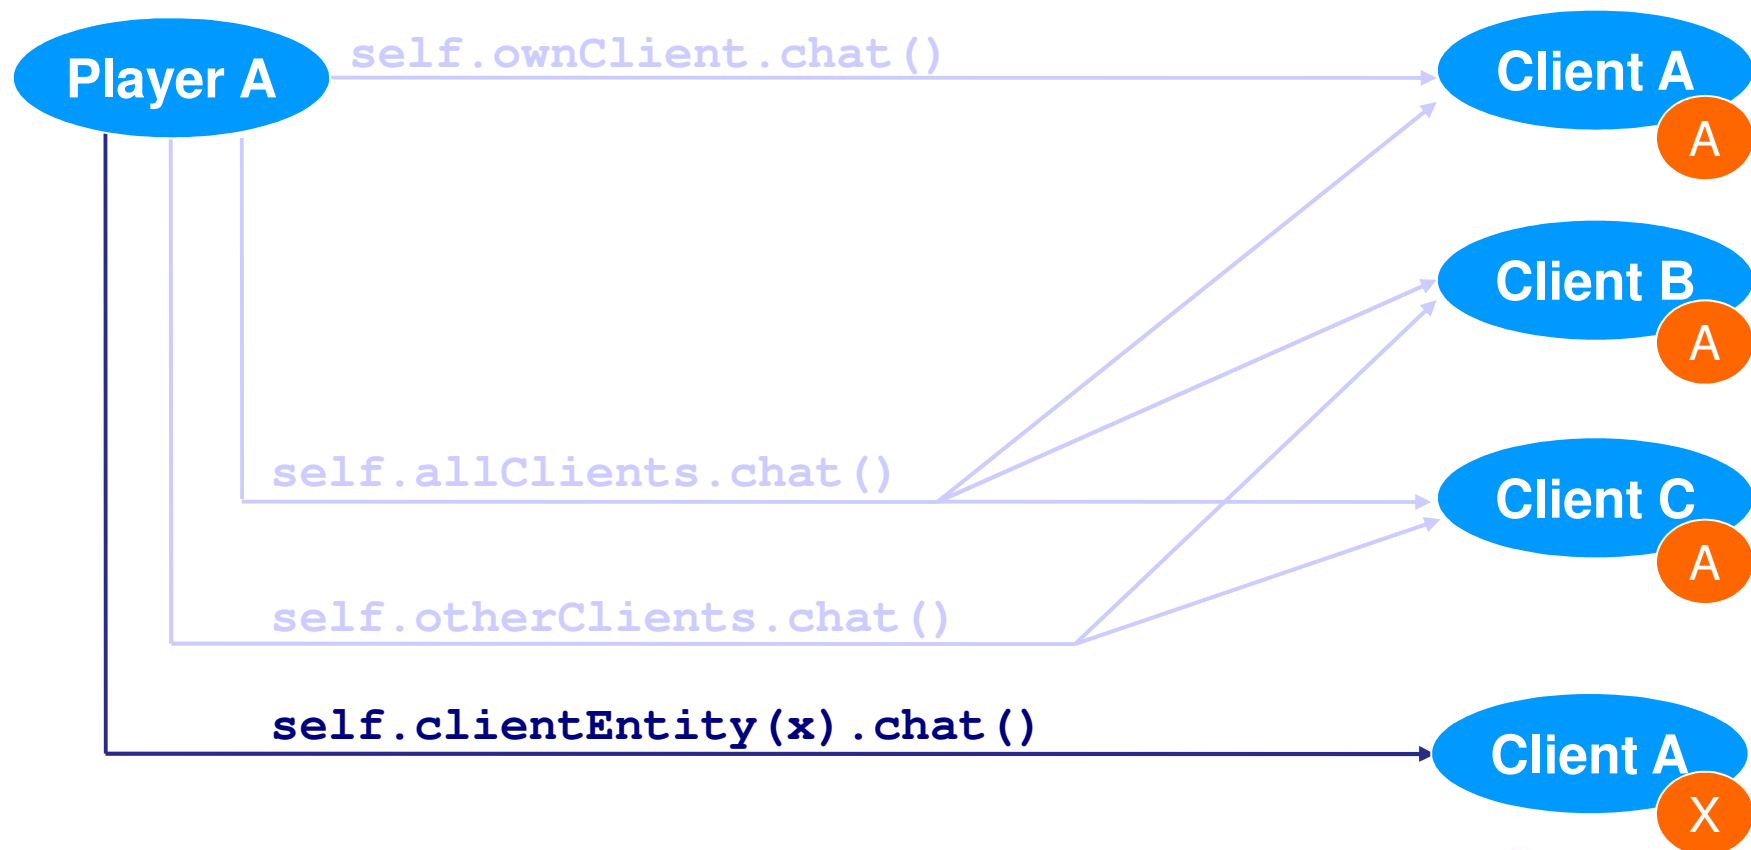 Player A
self.ownClient.chat()
Client A
A
Client B
A
self.allClients.chat()
Client C
A
self.otherClients.chat()
self.clientEntity(x).chat()
Client A
X